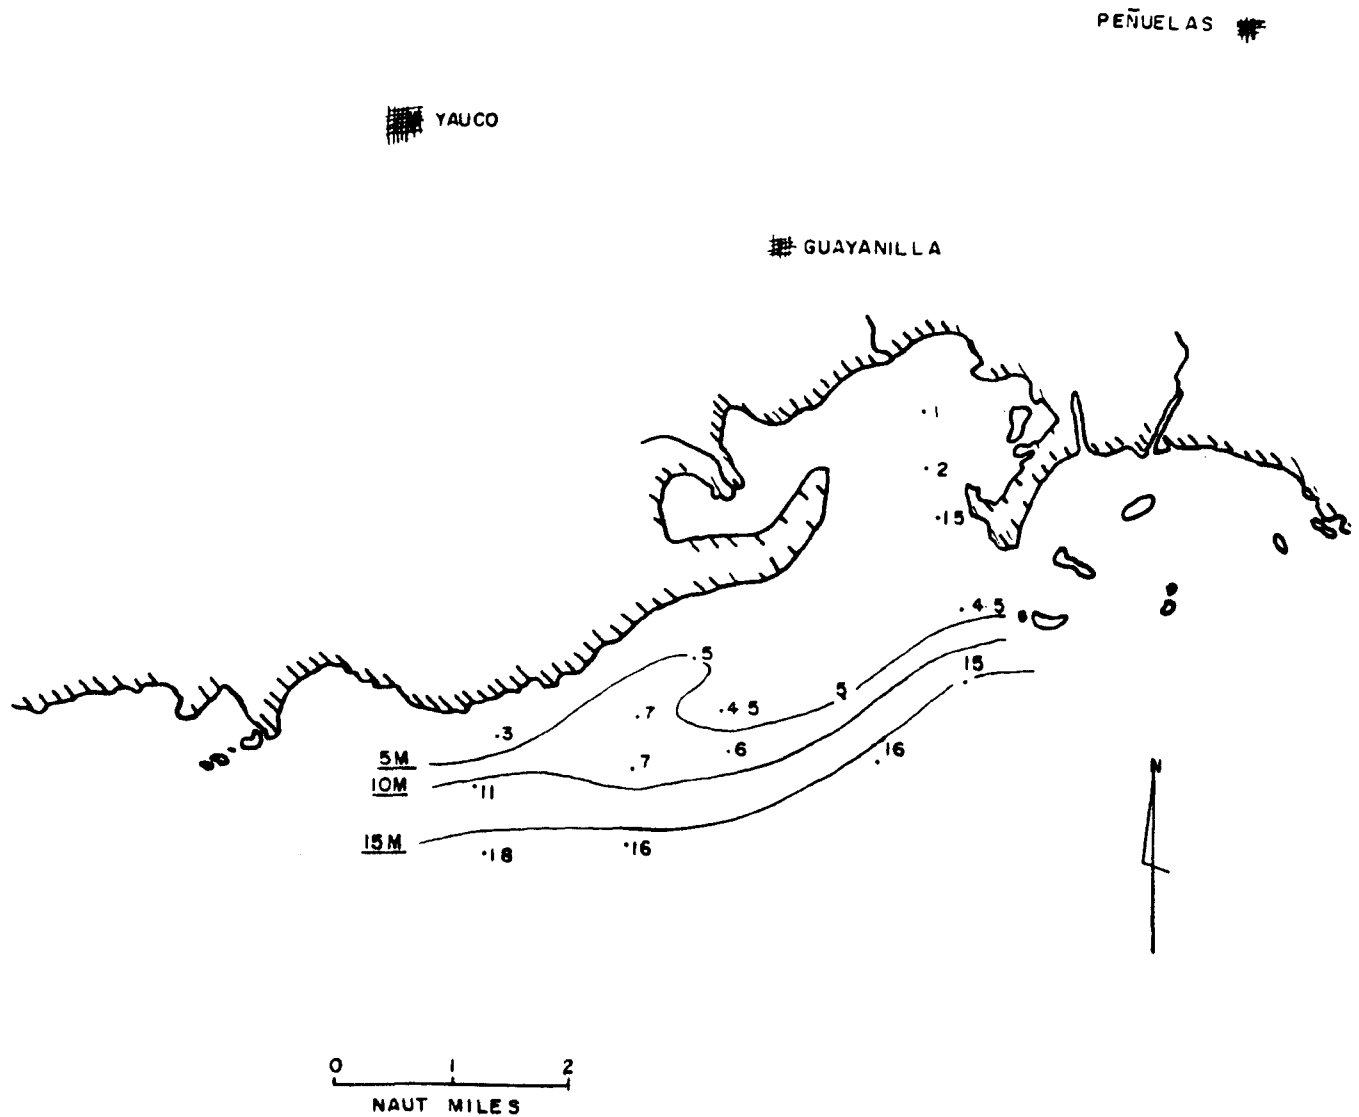 PEÑUELAS
YAUCO
GUAYANILLA
.1
.2
.15
.4.5
.5
15
.7
.4 5
5
.3
.6
.16
5M
.7
10M
.11
15M
.18
.16
N
0 1 2
NAUT MILES